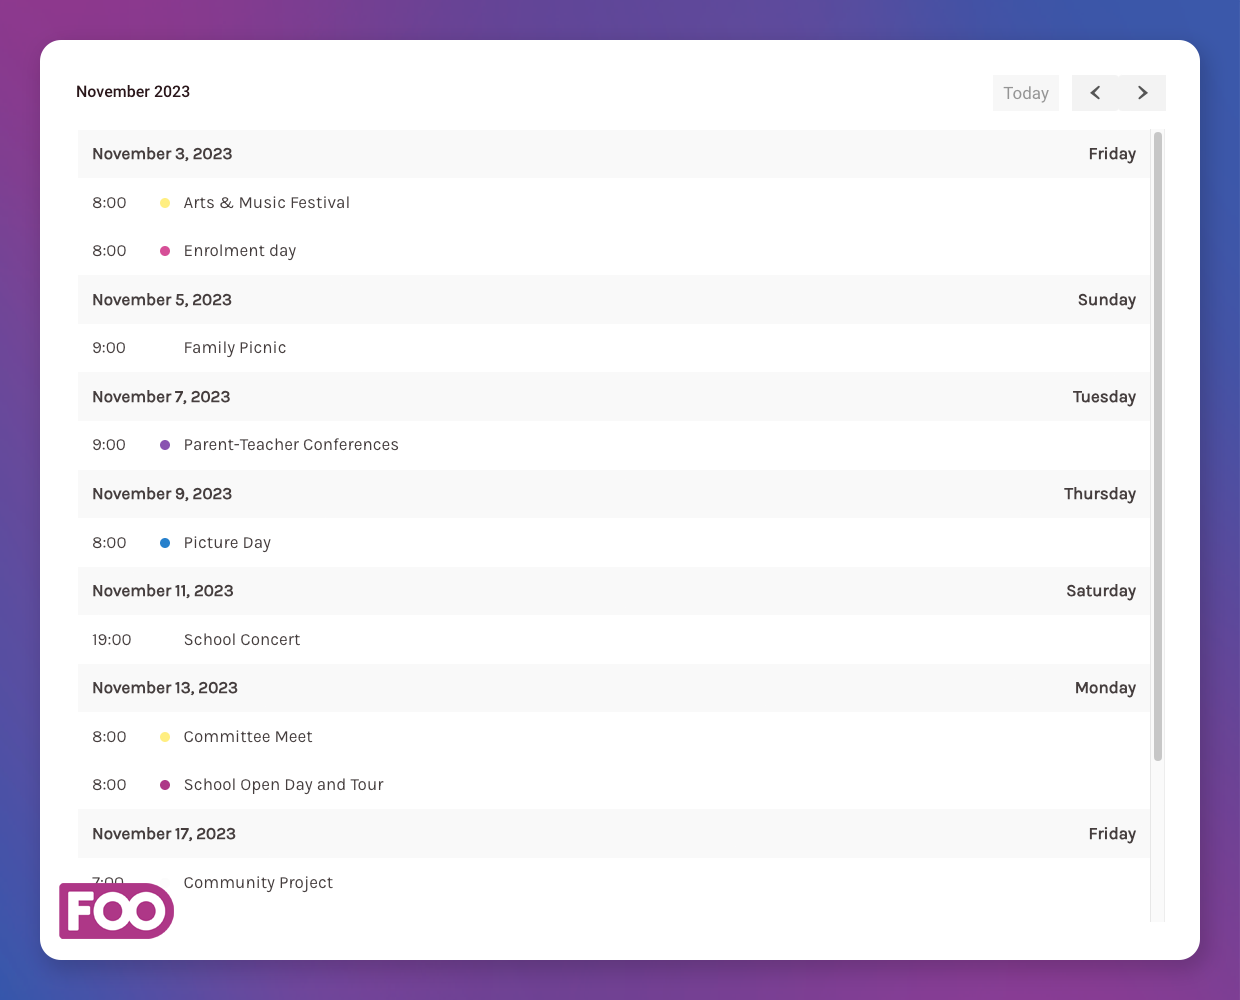 November 2023
Today
November 3, 2023 Friday
8:00 Arts & Music Festival
8:00 Enrolment day
November 5, 2023 Sunday
9:00 Family Picnic
November 7, 2023 Tuesday
9:00 Parent-Teacher Conferences
November 9, 2023 Thursday
8:00 Picture Day
November 11, 2023 Saturday
19:00 School Concert
November 13, 2023 Monday
8:00 Committee Meet
8:00 School Open Day and Tour
November 17, 2023 Friday
7:00 Community Project
FOO